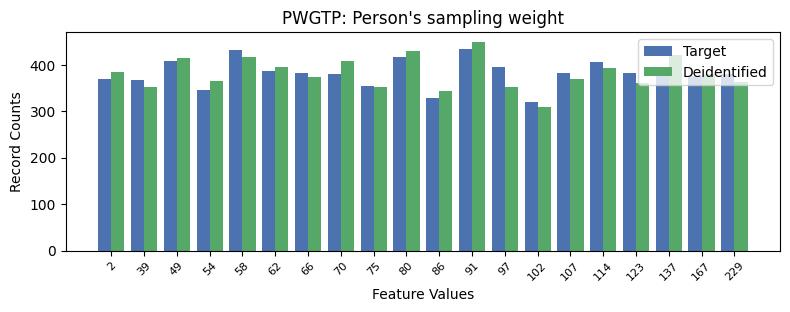 PWGTP: Person's sampling weight
Target
Deidentified
Record Counts
400
300
200
100
0
2 39 49 54 58 62 66 70 75 80 86 91 97 102 107 114 123 137 167 229
Feature Values